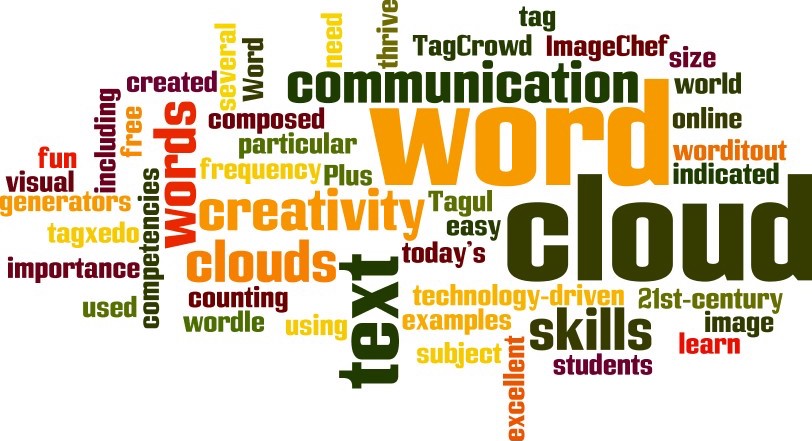 tag
thrive
need
several
Word
TagCrowd
ImageChef
size
created
communication
world
including
free
words
composed
word
online
particular
worditout
fun
frequency
Plus
indicated
visual
generators
competencies
creativity
Tagul
cloud
tagxedo
easy
clouds
today's
importance
text
counting
technology-driven
21st-century
used
wordle
using
examples
skills
image
subject
excellent
learn
students